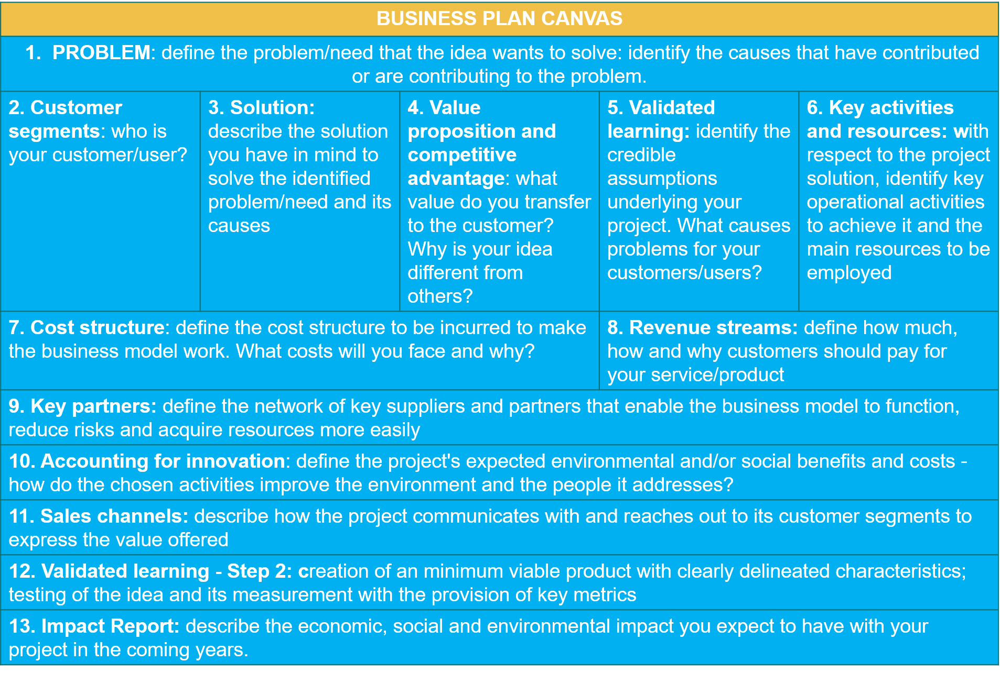 BUSINESS PLAN CANVAS
1. PROBLEM: define the problem/need that the idea wants to solve: identify the causes that have contributed
or are contributing to the problem.
2. Customer
segments: who is
your customer/user?
3. Solution:
describe the solution
you have in mind to
solve the identified
problem/need and its
causes
4. Value
proposition and
competitive
advantage: what
value do you transfer
to the customer?
Why is your idea
different from
others?
5. Validated
learning: identify the
credible
assumptions
underlying your
project. What causes
problems for your
customers/users?
6. Key activities
and resources: with
respect to the project
solution, identify key
operational activities
to achieve it and the
main resources to be
employed
7. Cost structure: define the cost structure to be incurred to make
the business model work. What costs will you face and why?
8. Revenue streams: define how much,
how and why customers should pay for
your service/product
9. Key partners: define the network of key suppliers and partners that enable the business model to function,
reduce risks and acquire resources more easily
10. Accounting for innovation: define the project's expected environmental and/or social benefits and costs -
how do the chosen activities improve the environment and the people it addresses?
11. Sales channels: describe how the project communicates with and reaches out to its customer segments to
express the value offered
12. Validated learning - Step 2: creation of an minimum viable product with clearly delineated characteristics;
testing of the idea and its measurement with the provision of key metrics
13. Impact Report: describe the economic, social and environmental impact you expect to have with your
project in the coming years.